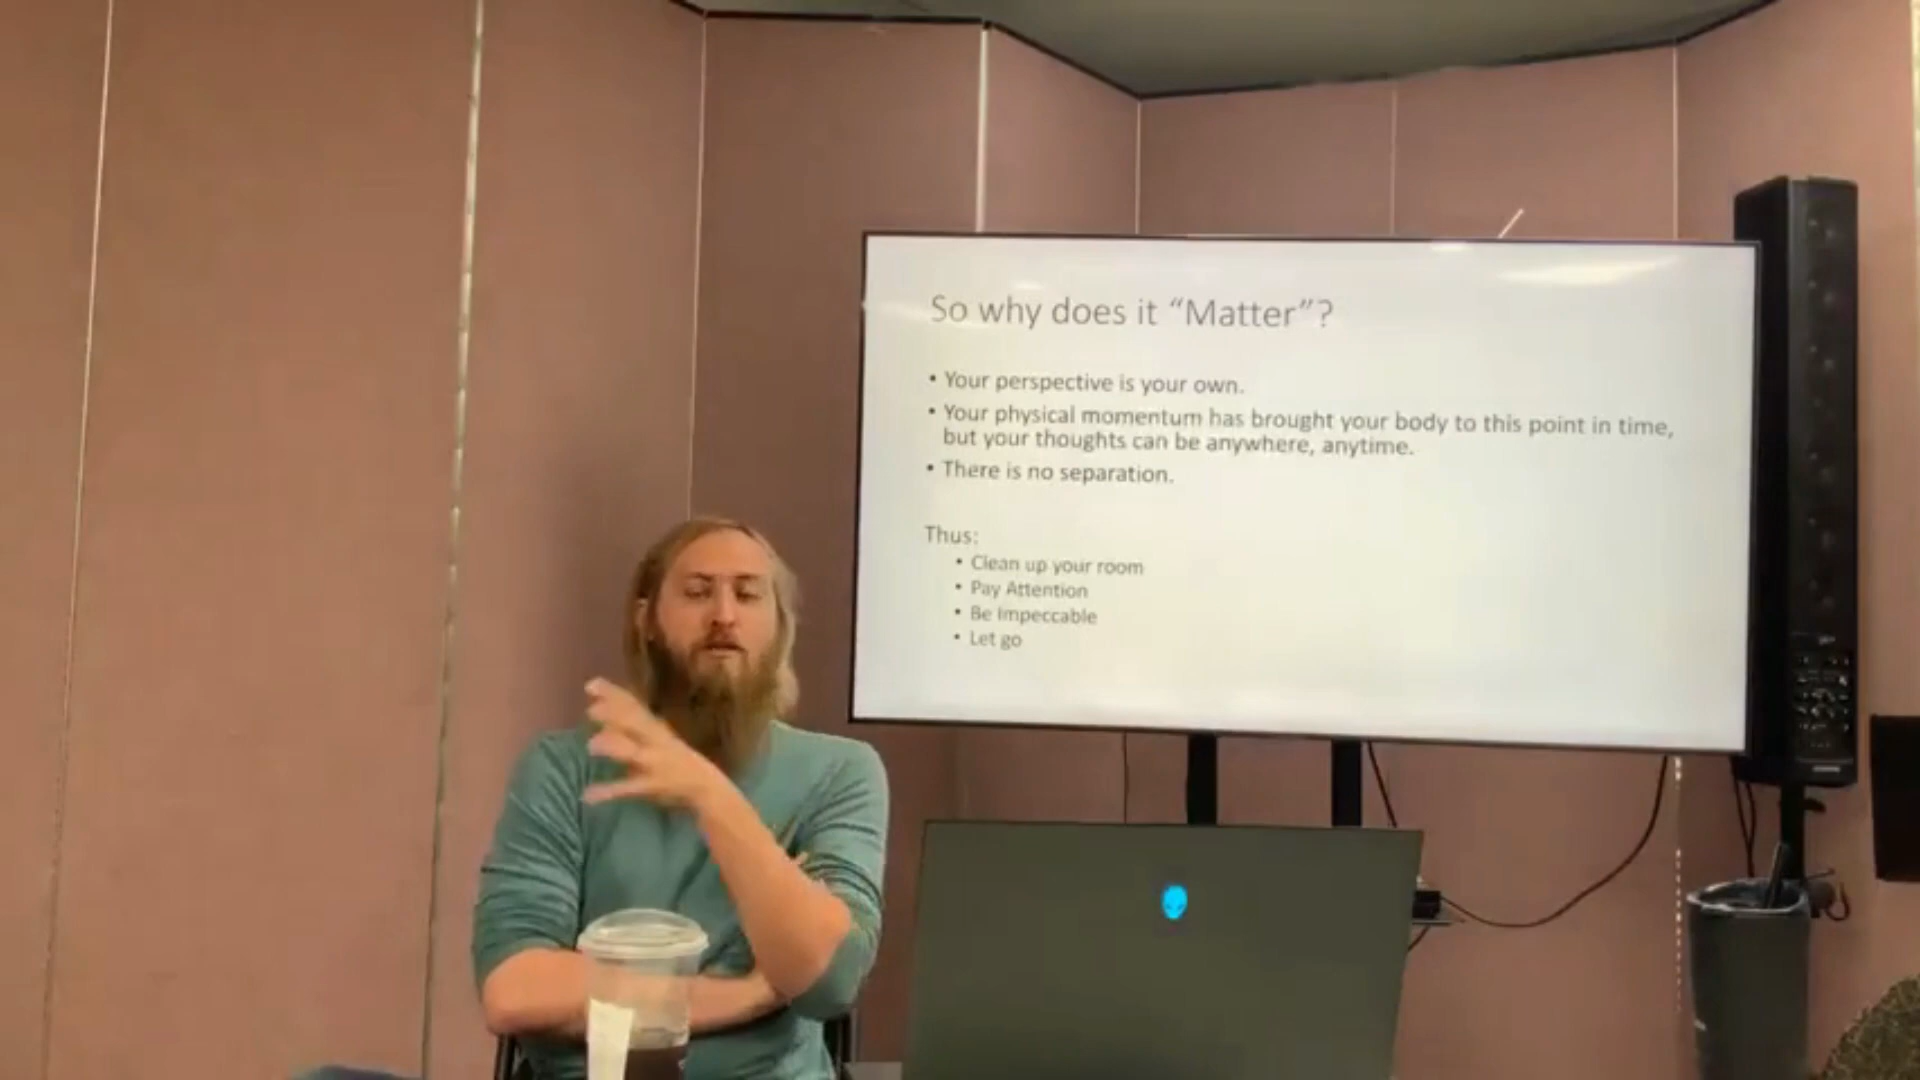 So why does it “Matter”?
• Your perspective is your own.
• Your physical momentum has brought your body to this point in time,
but your thoughts can be anywhere, anytime.
• There is no separation.
Thus:
• Clean up your room
• Pay Attention
• Be Impeccable
• Let go